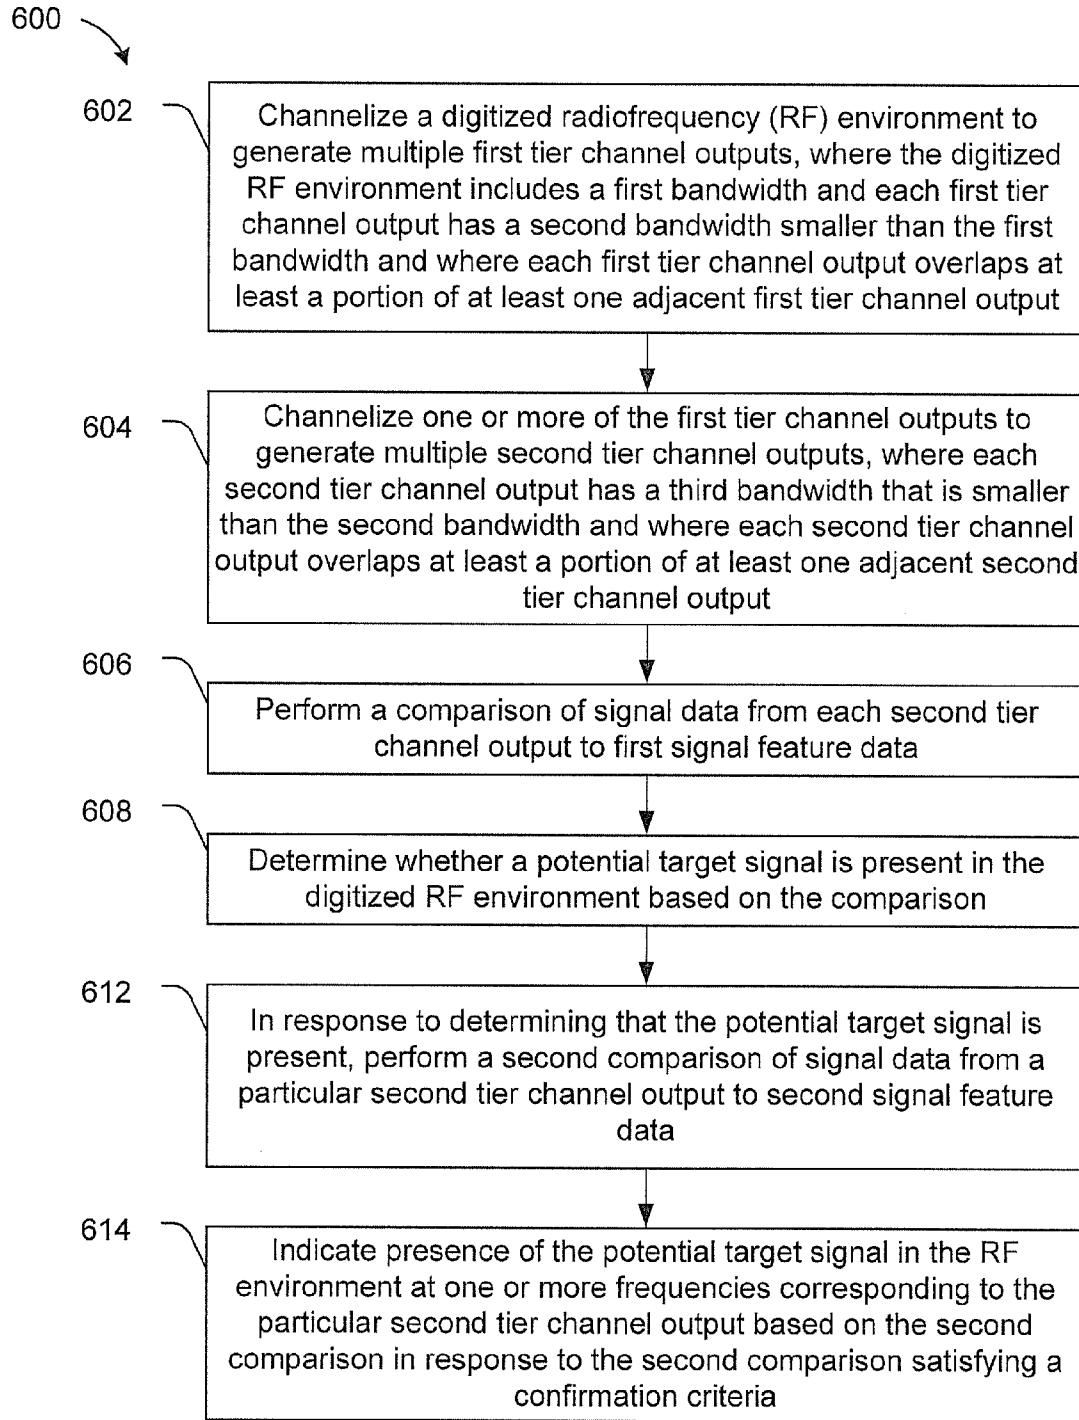 600
602
Channelize a digitized radiofrequency (RF) environment to
generate multiple first tier channel outputs, where the digitized
RF environment includes a first bandwidth and each first tier
channel output has a second bandwidth smaller than the first
bandwidth and where each first tier channel output overlaps at
least a portion of at least one adjacent first tier channel output
604
Channelize one or more of the first tier channel outputs to
generate multiple second tier channel outputs, where each
second tier channel output has a third bandwidth that is smaller
than the second bandwidth and where each second tier channel
output overlaps at least a portion of at least one adjacent second
tier channel output
606
Perform a comparison of signal data from each second tier
channel output to first signal feature data
608
Determine whether a potential target signal is present in the
digitized RF environment based on the comparison
612
In response to determining that the potential target signal is
present, perform a second comparison of signal data from a
particular second tier channel output to second signal feature
data
614
Indicate presence of the potential target signal in the RF
environment at one or more frequencies corresponding to the
particular second tier channel output based on the second
comparison in response to the second comparison satisfying a
confirmation criteria